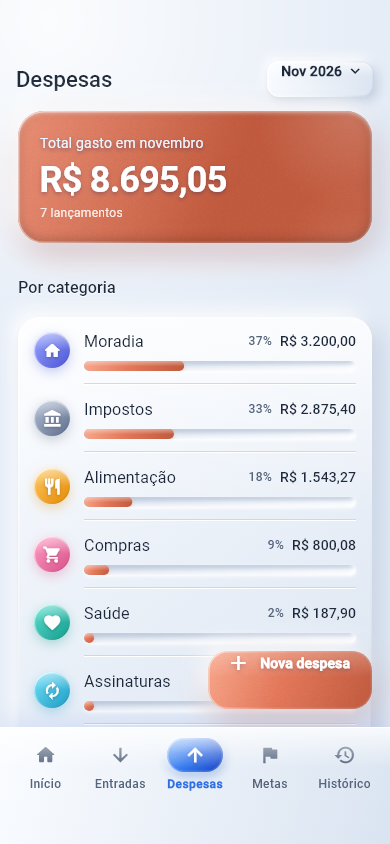 Despesas
Nov 2026
Total gasto em novembro
R$ 8.695,05
7 lançamentos
Por categoria
Moradia 37% R$ 3.200,00
Impostos 33% R$ 2.875,40
Alimentação 18% R$ 1.543,27
Compras 9% R$ 800,08
Saúde 2% R$ 187,90
Assinaturas
Nova despesa
Início Entradas Despesas Metas Histórico